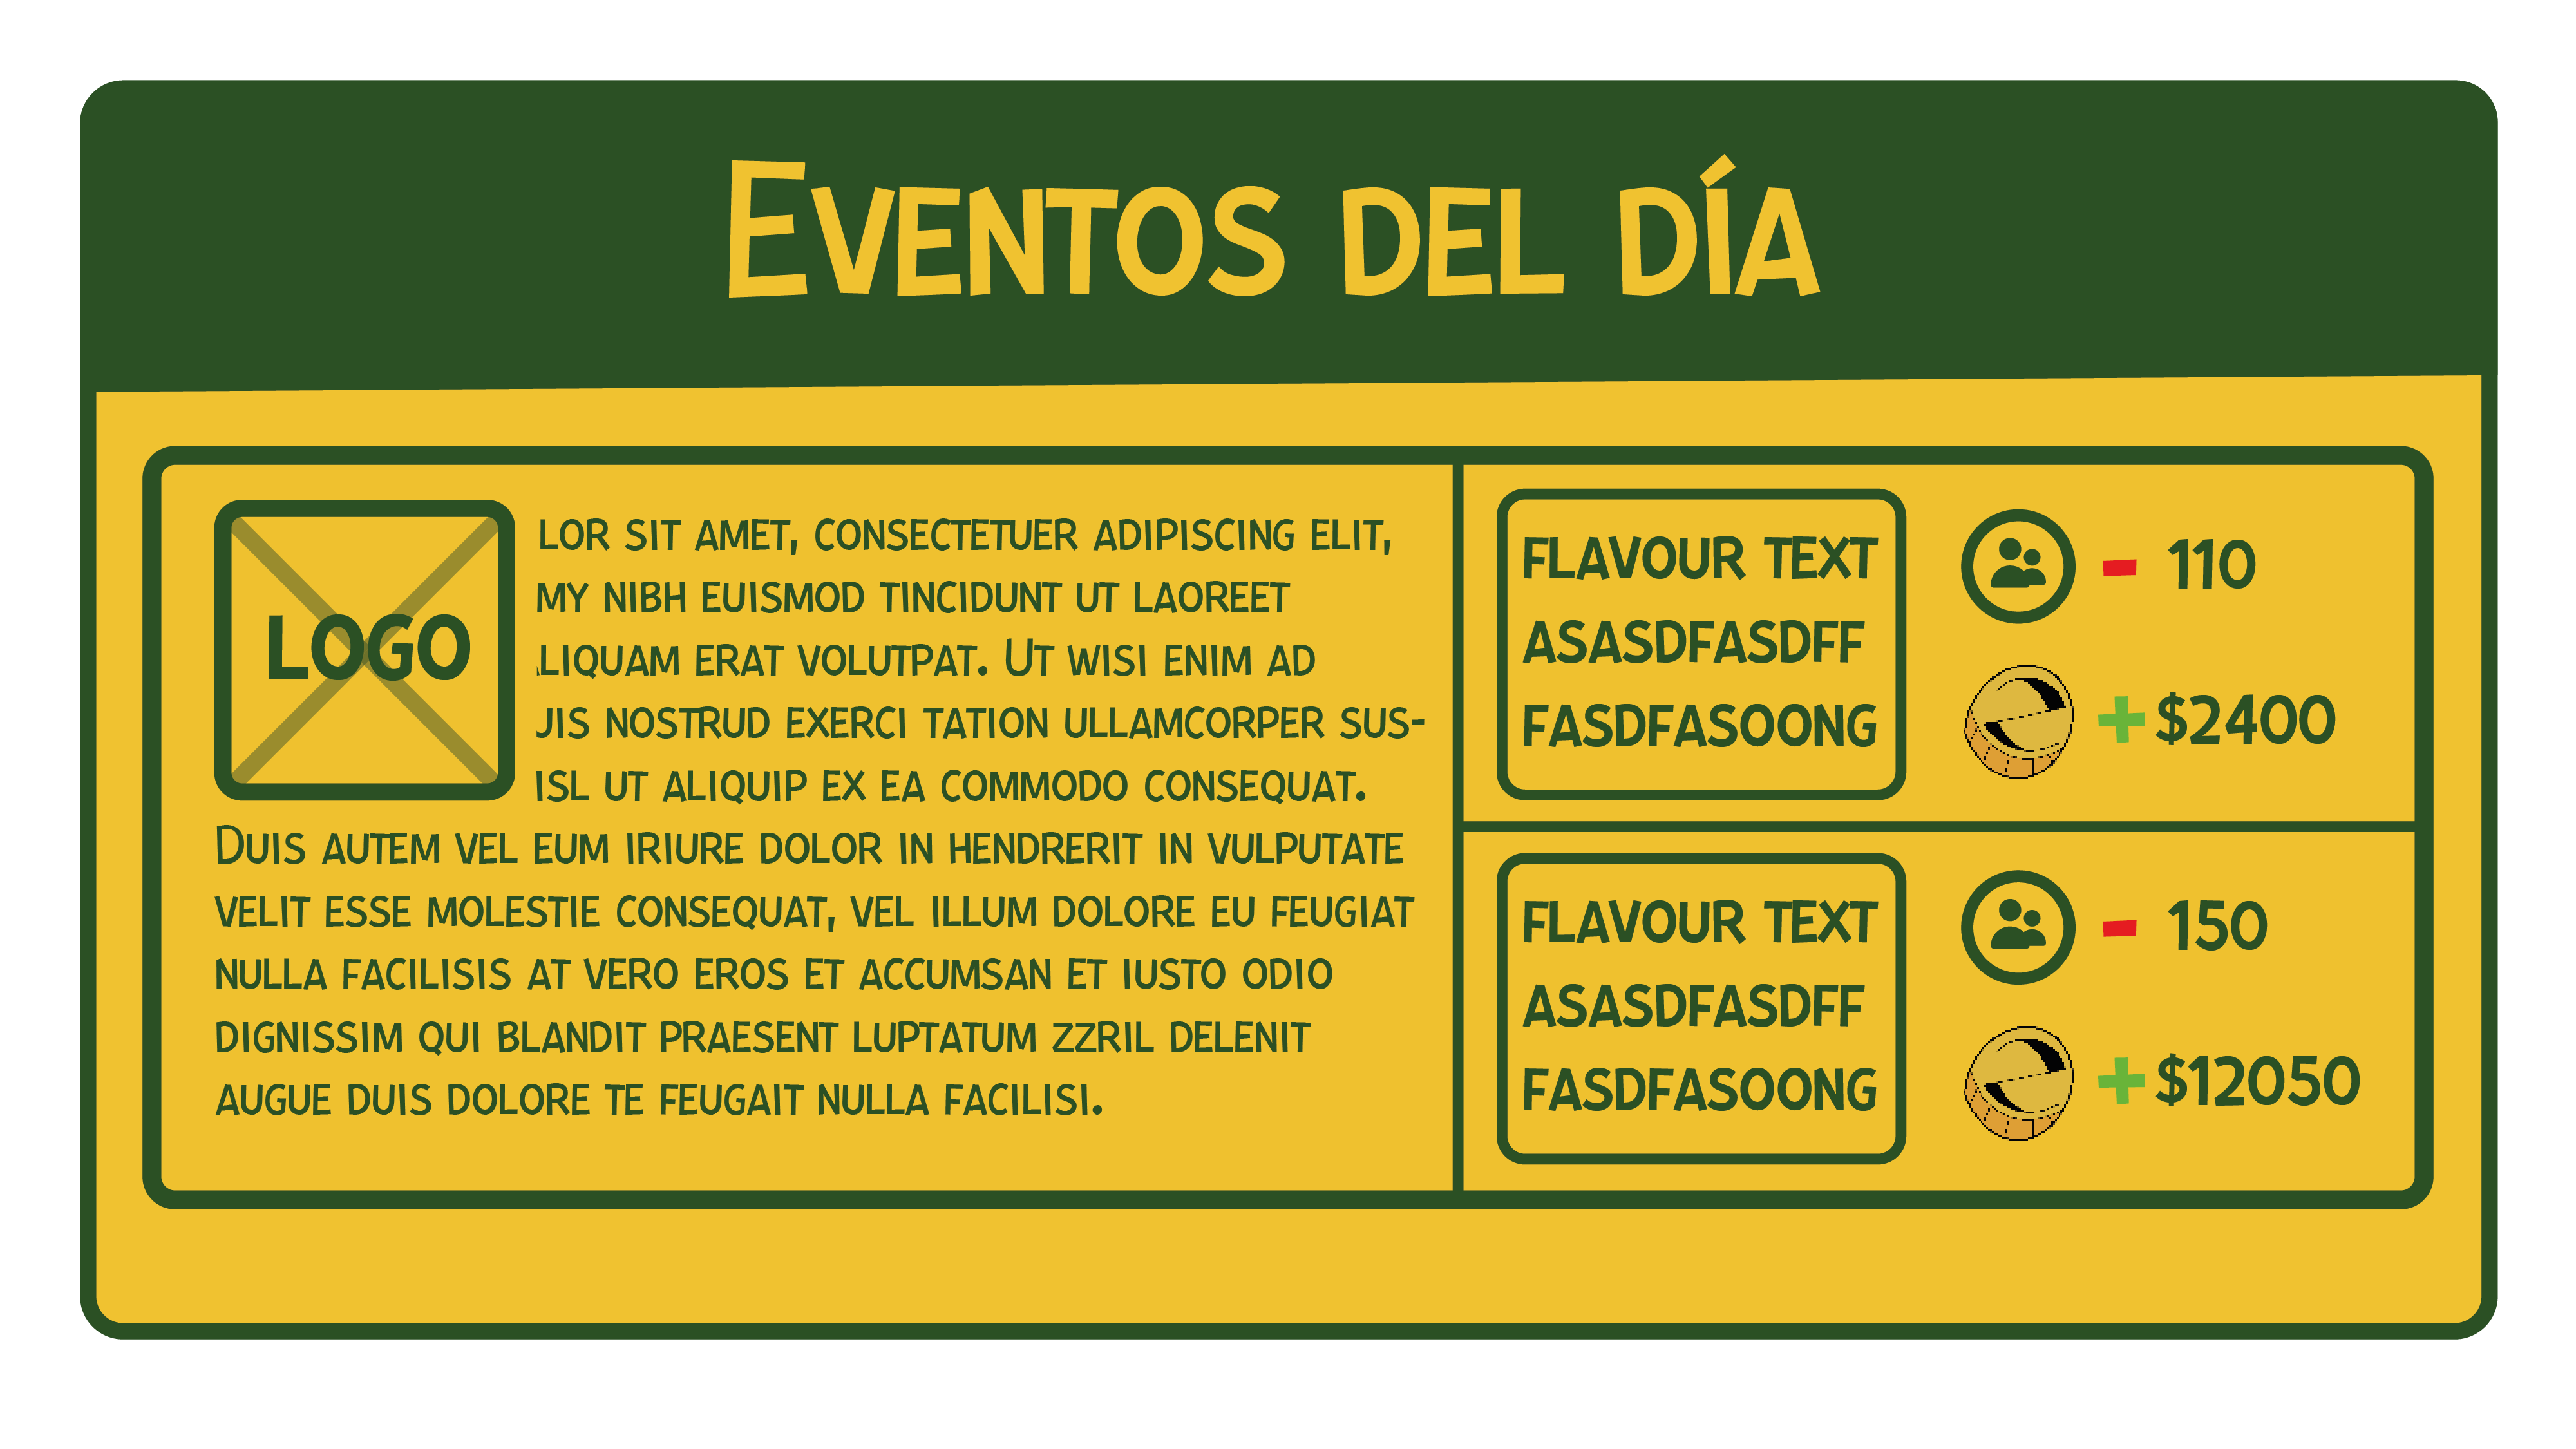 Eventos del día
LOGO
lor sit amet, consectetuer adipiscing elit,
my nibh euismod tincidunt ut laoreet
liquam erat volutpat. Ut wisi enim ad
is nostrud exerci tation ullamcorper sus-
isl ut aliquip ex ea commodo consequat.
Duis autem vel eum iriure dolor in hendrerit in vulputate
velit esse molestie consequat, vel illum dolore eu feugiat
nulla facilisis at vero eros et accumsan et iusto odio
dignissim qui blandit praesent luptatum zzril delenit
augue duis dolore te feugait nulla facilisi.
FLAVOUR TEXT
ASASDFASDFF
FASDFASOONG
- 110
+ $2400
FLAVOUR TEXT
ASASDFASDFF
FASDFASOONG
- 150
+ $12050